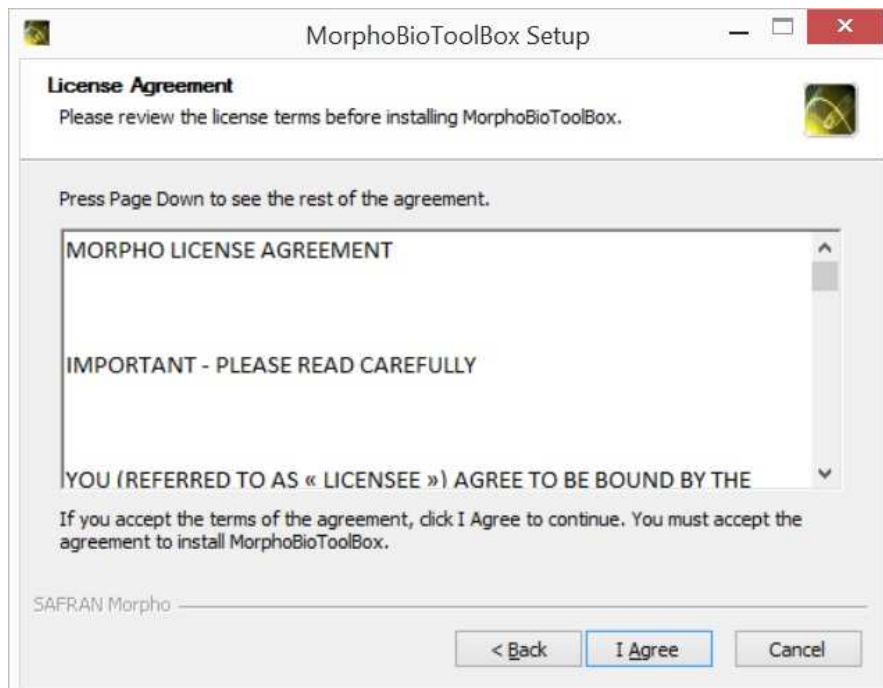 MorphoBioToolBox Setup
License Agreement
Please review the license terms before installing MorphoBioToolBox.
Press Page Down to see the rest of the agreement.
MORPHO LICENSE AGREEMENT
IMPORTANT - PLEASE READ CAREFULLY
YOU (REFERRED TO AS « LICENSEE ») AGREE TO BE BOUND BY THE
If you accept the terms of the agreement, click I Agree to continue. You must accept the
agreement to install MorphoBioToolBox.
SAFRAN Morpho
< Back I Agree Cancel